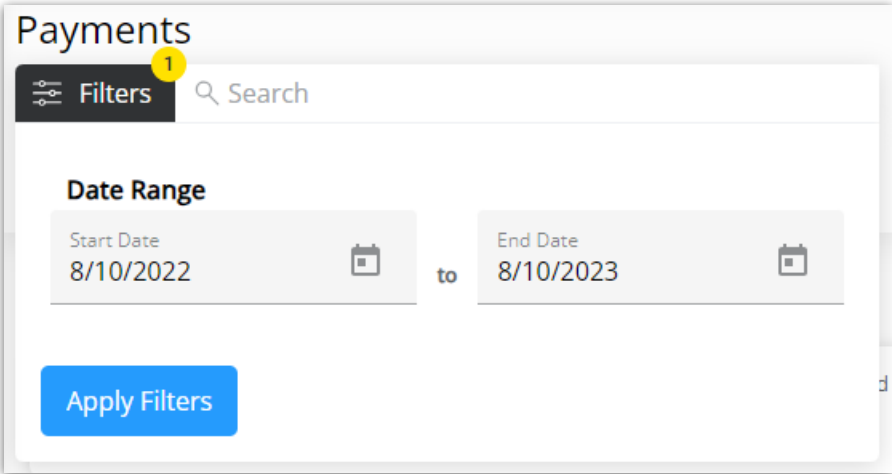 Payments
1
Filters
Search
Date Range
Start Date
8/10/2022
to
End Date
8/10/2023
Apply Filters
d